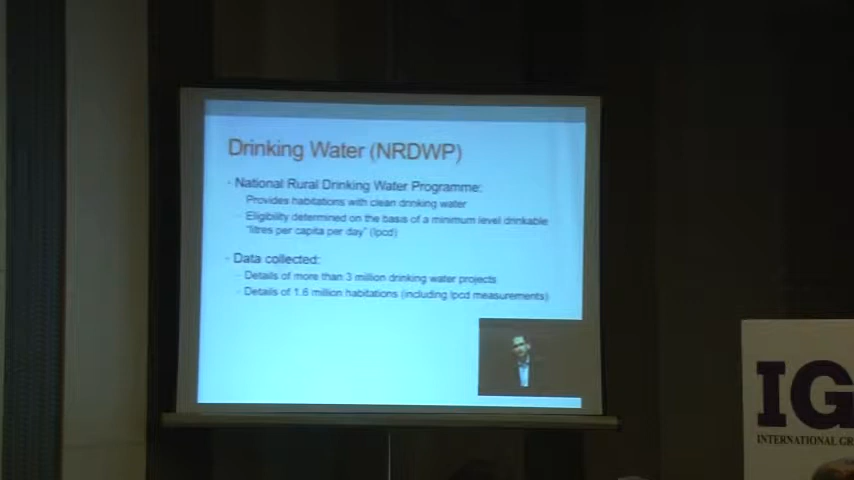 Drinking Water (NRDWP)
National Rural Drinking Water Programme:
Provides habitations with clean drinking water
Eligibility determined on the basis of a minimum level drinkable
"litres per capita per day" (lpcd)
Data collected:
Details of more than 3 million drinking water projects
Details of 1.6 million habitations (including lpcd measurements)
IG
INTERNATIONAL GR